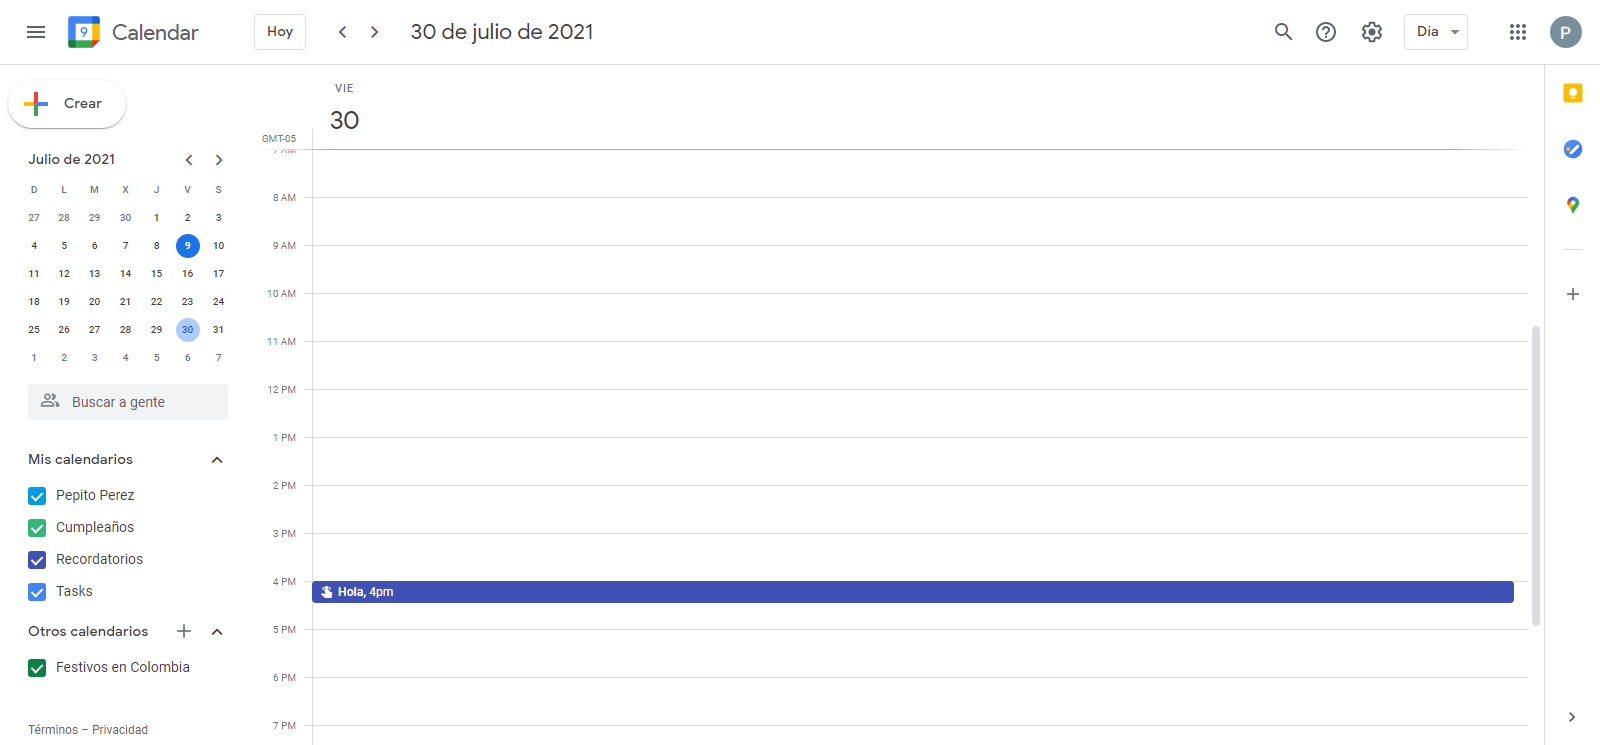 9 Calendar Hoy 30 de julio de 2021 Día P
Crear
Julio de 2021
D L M X J V S
27 28 29 30 1 2 3
4 5 6 7 8 9 10
11 12 13 14 15 16 17
18 19 20 21 22 23 24
25 26 27 28 29 30 31
1 2 3 4 5 6 7
Buscar a gente
Mis calendarios
Pepito Perez
Cumpleaños
Recordatorios
Tasks
Otros calendarios
Festivos en Colombia
Términos – Privacidad
VIE
30
GMT-05
7 AM
8 AM
9 AM
10 AM
11 AM
12 PM
1 PM
2 PM
3 PM
4 PM
Hola, 4pm
5 PM
6 PM
7 PM